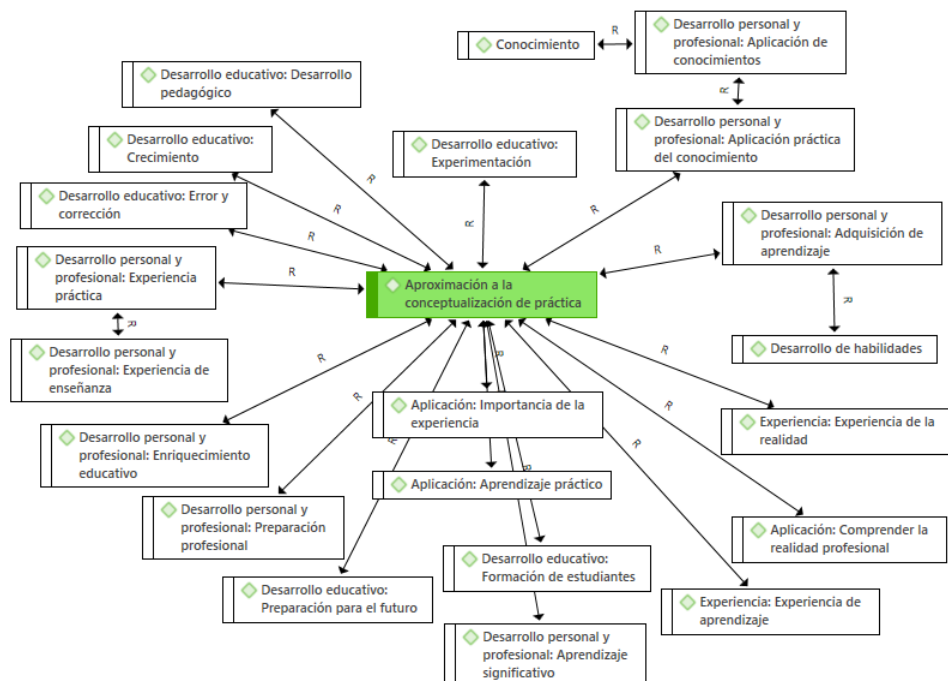 Conocimiento
R
Desarrollo personal y
profesional: Aplicación de
conocimientos
R
Desarrollo educativo: Desarrollo
pedagógico
Desarrollo personal y
profesional: Aplicación práctica
del conocimiento
Desarrollo educativo:
Crecimiento
Desarrollo educativo:
Experimentación
Desarrollo educativo: Error y
corrección
Desarrollo personal y
profesional: Adquisición de
aprendizaje
R
R
R
R
R
R
R
Desarrollo personal y
profesional: Experiencia
práctica
R
Aproximación a la
conceptualización de práctica
R
R
Desarrollo personal y
profesional: Experiencia de
enseñanza
Desarrollo de habilidades
R
R
R
R
R
R
R
R
R
Aplicación: Importancia de la
experiencia
Experiencia: Experiencia de la
realidad
Desarrollo personal y
profesional: Enriquecimiento
educativo
Aplicación: Aprendizaje práctico
Desarrollo personal y
profesional: Preparación
profesional
Aplicación: Comprender la
realidad profesional
Desarrollo educativo:
Formación de estudiantes
Desarrollo educativo:
Preparación para el futuro
Experiencia: Experiencia de
aprendizaje
Desarrollo personal y
profesional: Aprendizaje
significativo